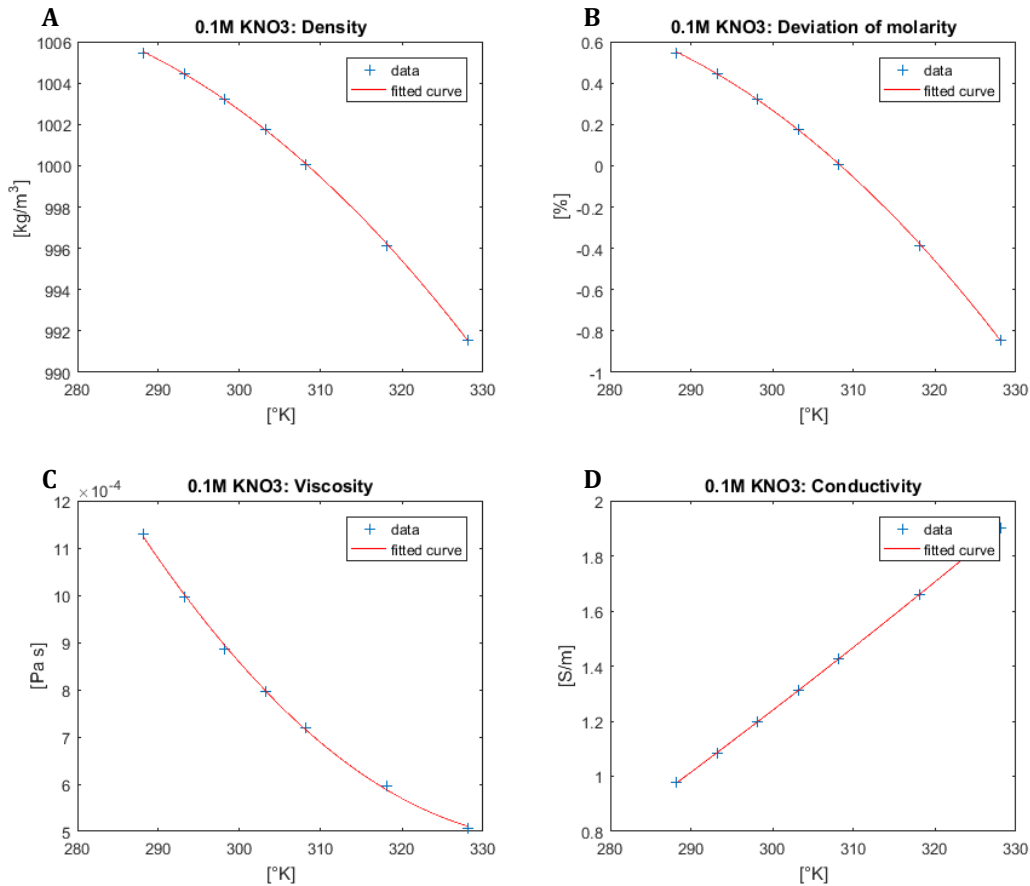 A
0.1M KNO3: Density
1006
1004
1002
1000
998
996
994
992
990
[kg/m³]
280
290
300
310
320
330
[°K]
data
fitted curve
B
0.1M KNO3: Deviation of molarity
0.6
0.4
0.2
0
-0.2
-0.4
-0.6
-0.8
-1
[%]
280
290
300
310
320
330
[°K]
data
fitted curve
C
0.1M KNO3: Viscosity
×10⁻⁴
12
11
10
9
8
7
6
5
[Pa s]
280
290
300
310
320
330
[°K]
data
fitted curve
D
0.1M KNO3: Conductivity
2
1.8
1.6
1.4
1.2
1
0.8
[S/m]
280
290
300
310
320
330
[°K]
data
fitted curve